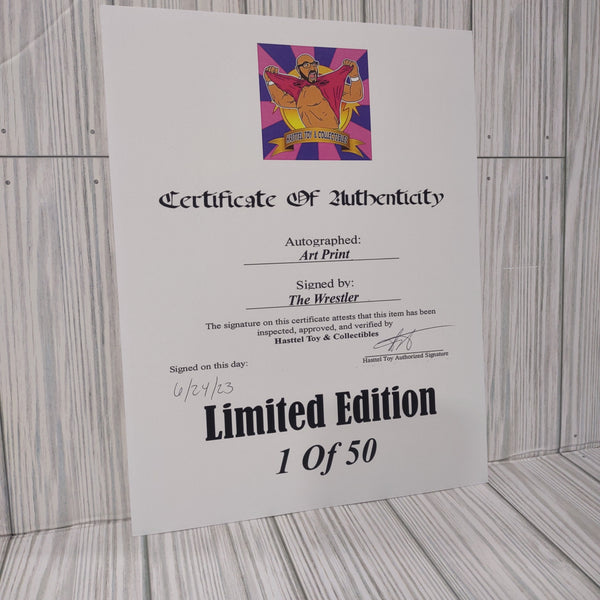 HASTTEL TOY & COLLECTIBLES
Certificate Of Authenticity
Autographed:
Art Print
Signed by:
The Wrestler
The signature on this certificate attests that this item has been
inspected, approved, and verified by
Hasttel Toy & Collectibles
Signed on this day:
Hasttel Toy Authorized Signature
6/24/23
Limited Edition
1 Of 50